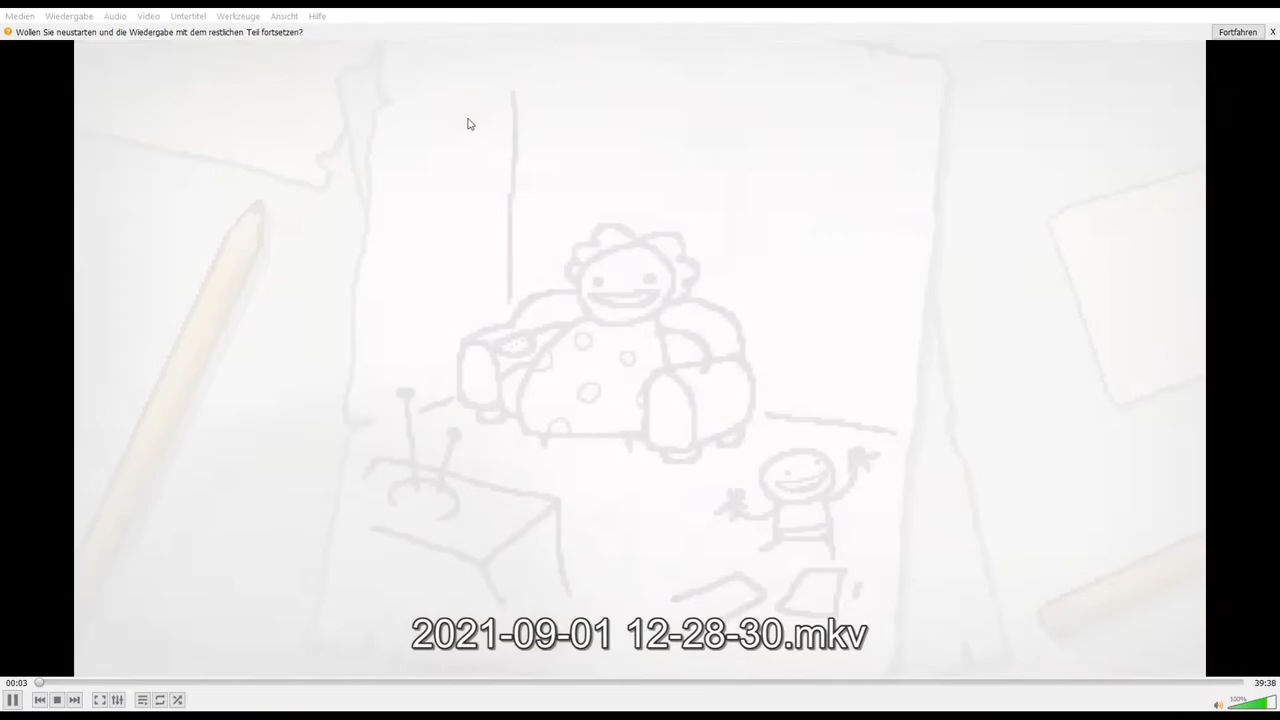 Medien Wiedergabe Audio Video Untertitel Werkzeuge Ansicht Hilfe
Wollen Sie neustarten und die Wiedergabe mit dem restlichen Teil fortsetzen? Fortfahren X
2021-09-01 12-28-30.mkv
00:03 39:38
100%